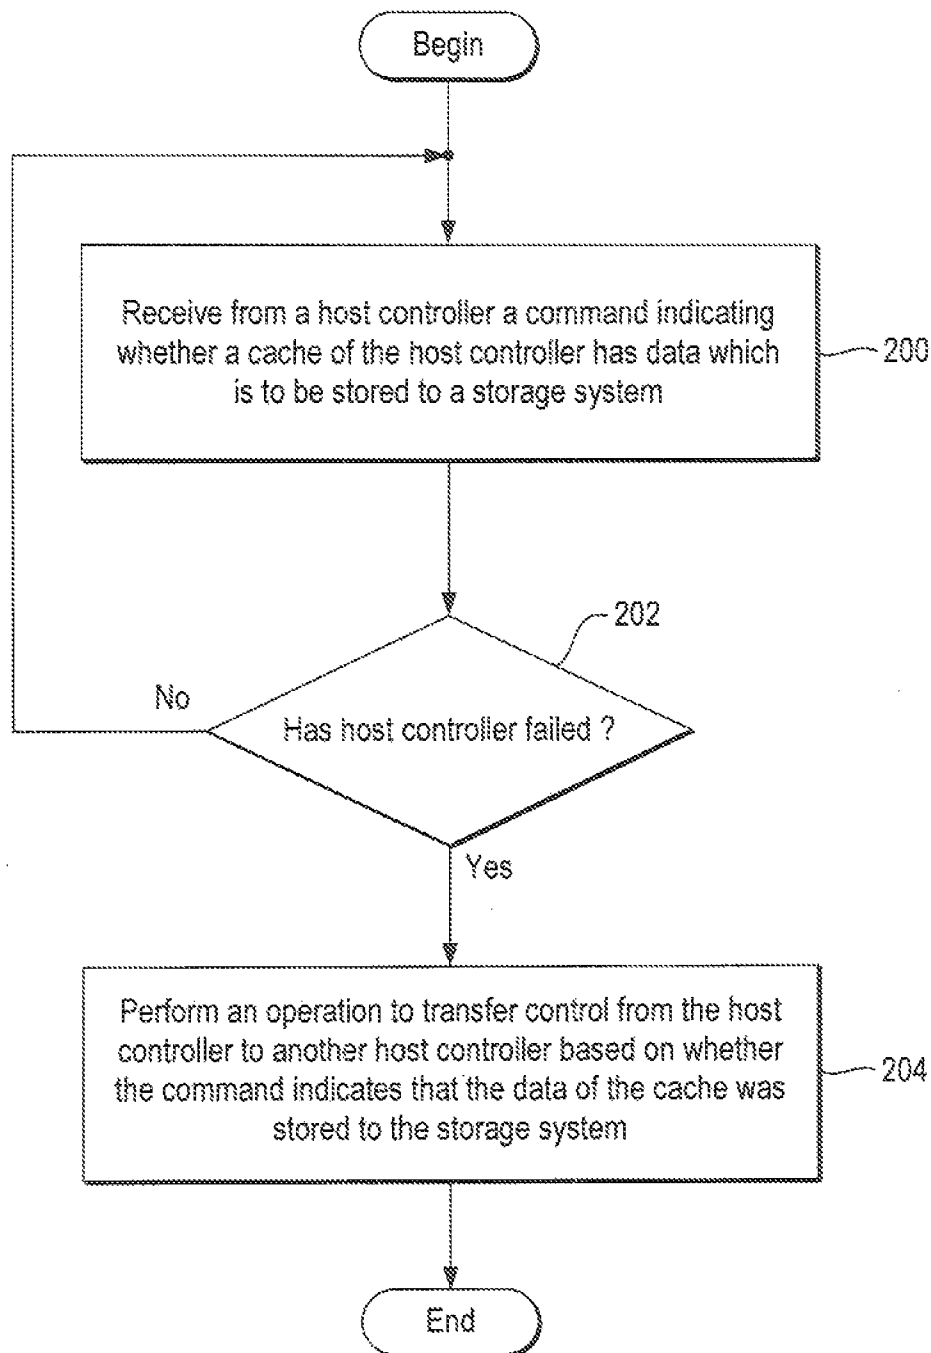 Begin
Receive from a host controller a command indicating
whether a cache of the host controller has data which
is to be stored to a storage system
200
202
No
Has host controller failed ?
Yes
Perform an operation to transfer control from the host
controller to another host controller based on whether
the command indicates that the data of the cache was
stored to the storage system
204
End